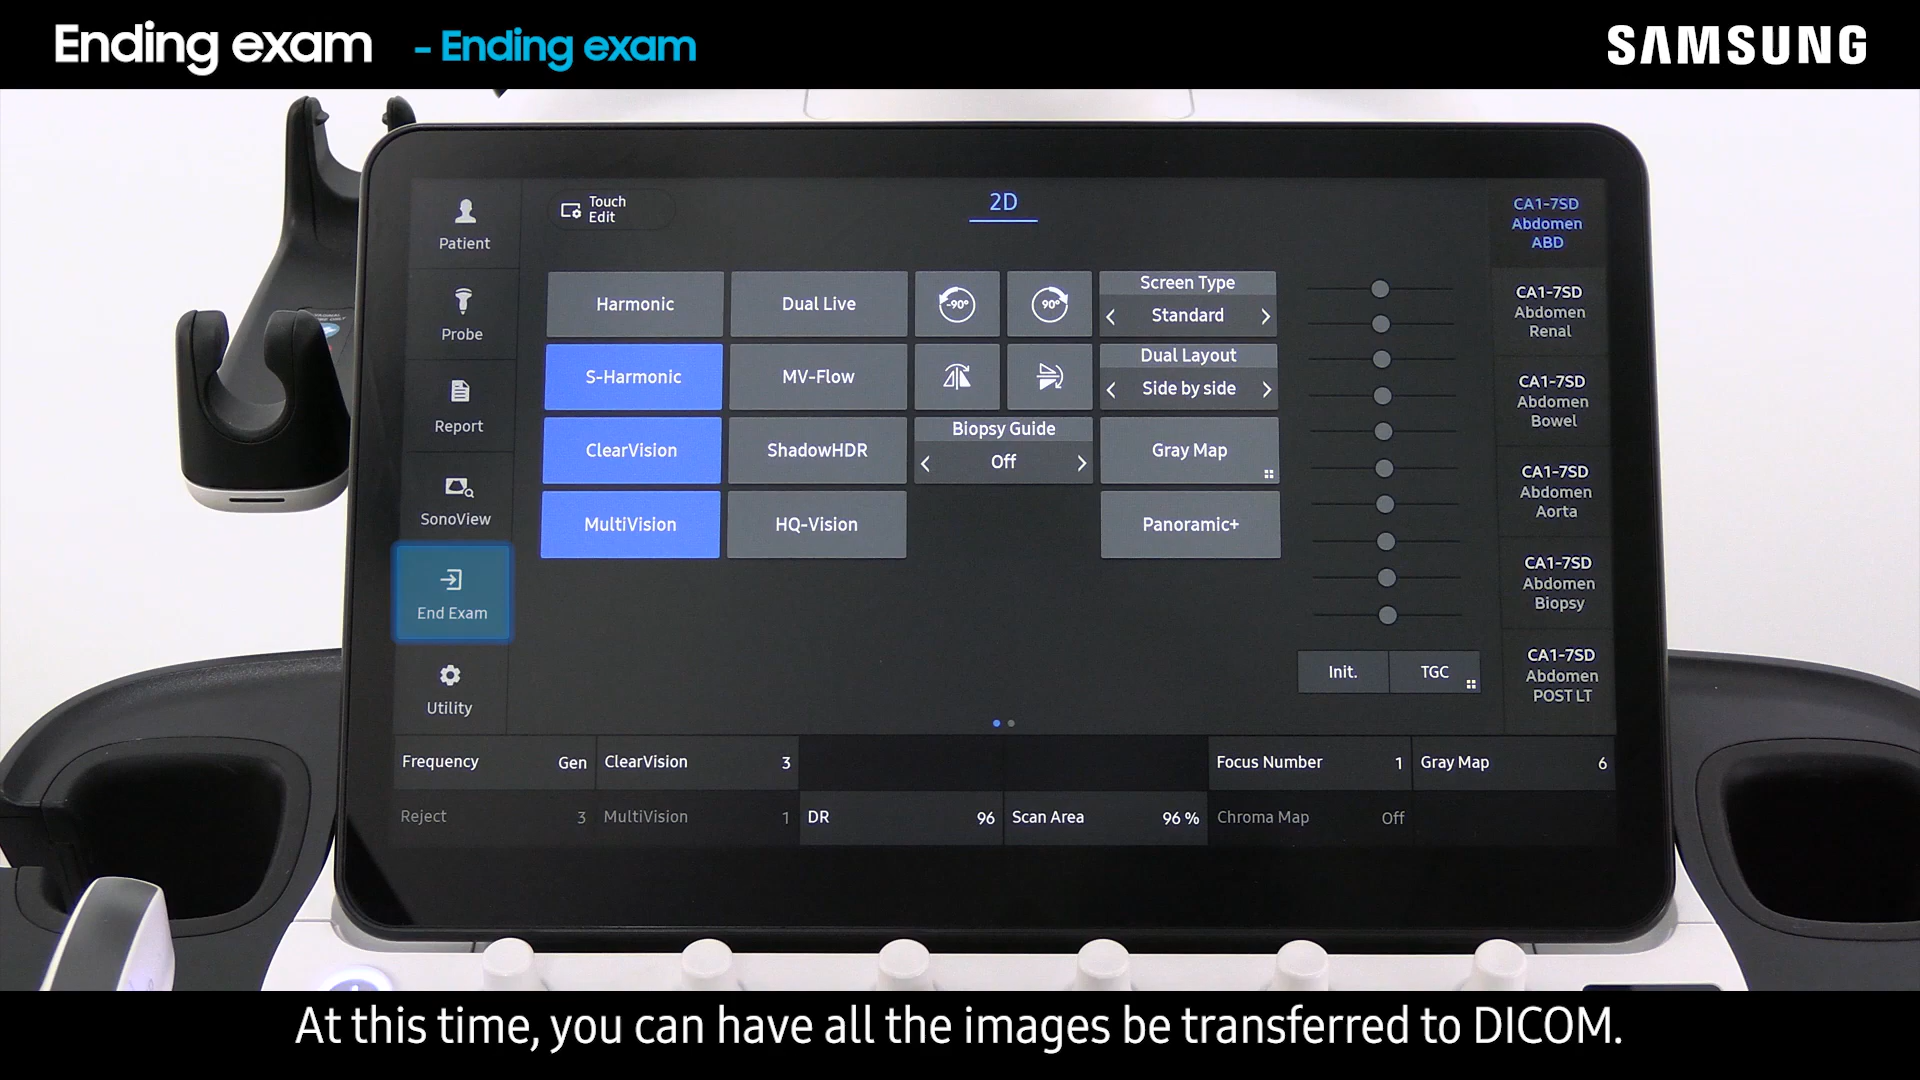 Ending exam - Ending exam
SAMSUNG
Patient
Probe
Report
SonoView
End Exam
Utility
Touch
Edit
2D
Harmonic
Dual Live
-90°
90°
Screen Type
Standard
S-Harmonic
MV-Flow
Dual Layout
Side by side
ClearVision
ShadowHDR
Biopsy Guide
Off
Gray Map
MultiVision
HQ-Vision
Panoramic+
Init.
TGC
CA1-7SD
Abdomen
ABD
CA1-7SD
Abdomen
Renal
CA1-7SD
Abdomen
Bowel
CA1-7SD
Abdomen
Aorta
CA1-7SD
Abdomen
Biopsy
CA1-7SD
Abdomen
POST LT
Frequency Gen
ClearVision 3
Focus Number 1
Gray Map 6
Reject 3
MultiVision 1
DR 96
Scan Area 96 %
Chroma Map Off
At this time, you can have all the images be transferred to DICOM.